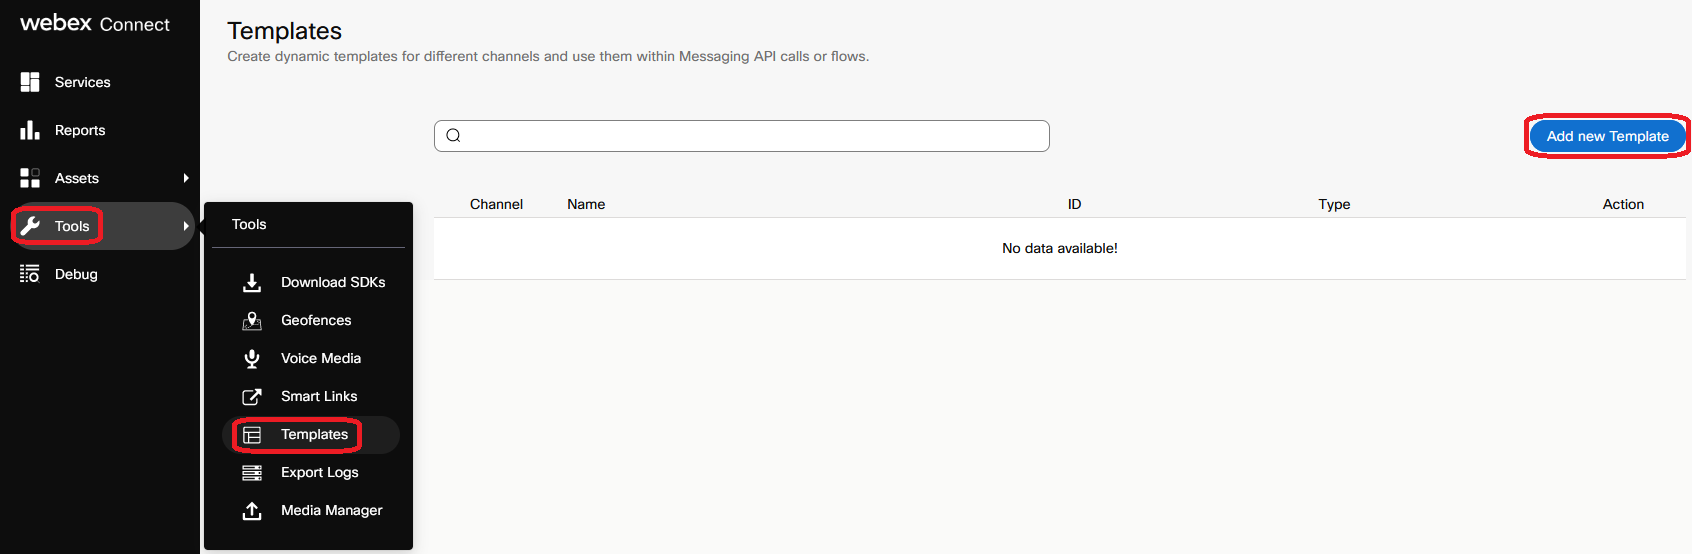 webex Connect
Services
Reports
Assets
Tools
Debug
Tools
Download SDKs
Geofences
Voice Media
Smart Links
Templates
Export Logs
Media Manager
Templates
Create dynamic templates for different channels and use them within Messaging API calls or flows.
Add new Template
Channel Name ID Type Action
No data available!